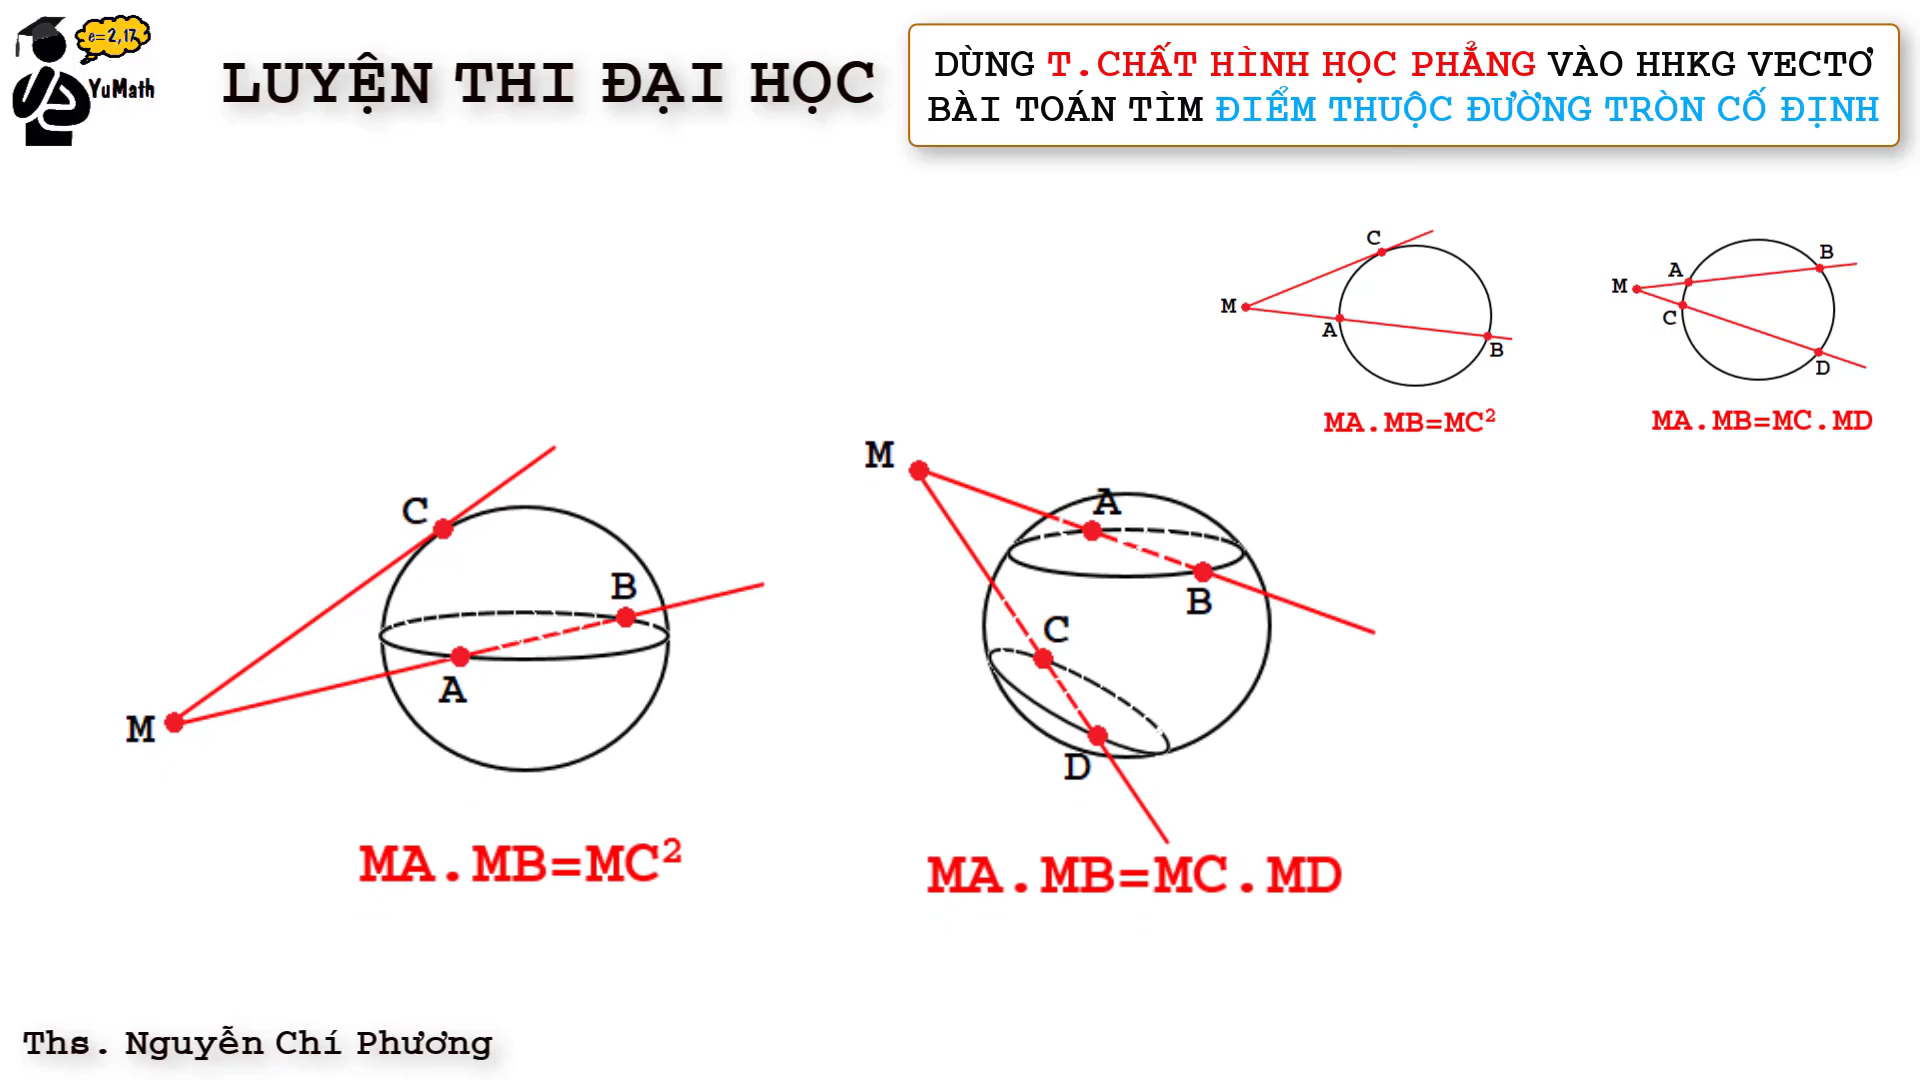 e=2,17
YuMath
LUYỆN THI ĐẠI HỌC
DÙNG T.CHẤT HÌNH HỌC PHẲNG VÀO HHKG VECTƠ
BÀI TOÁN TÌM ĐIỂM THUỘC ĐƯỜNG TRÒN CỐ ĐỊNH
C
M
A
B
MA.MB=MC²
B
A
M
C
D
MA.MB=MC.MD
C
B
A
M
MA.MB=MC²
M
A
B
C
D
MA.MB=MC.MD
Ths. Nguyễn Chí Phương